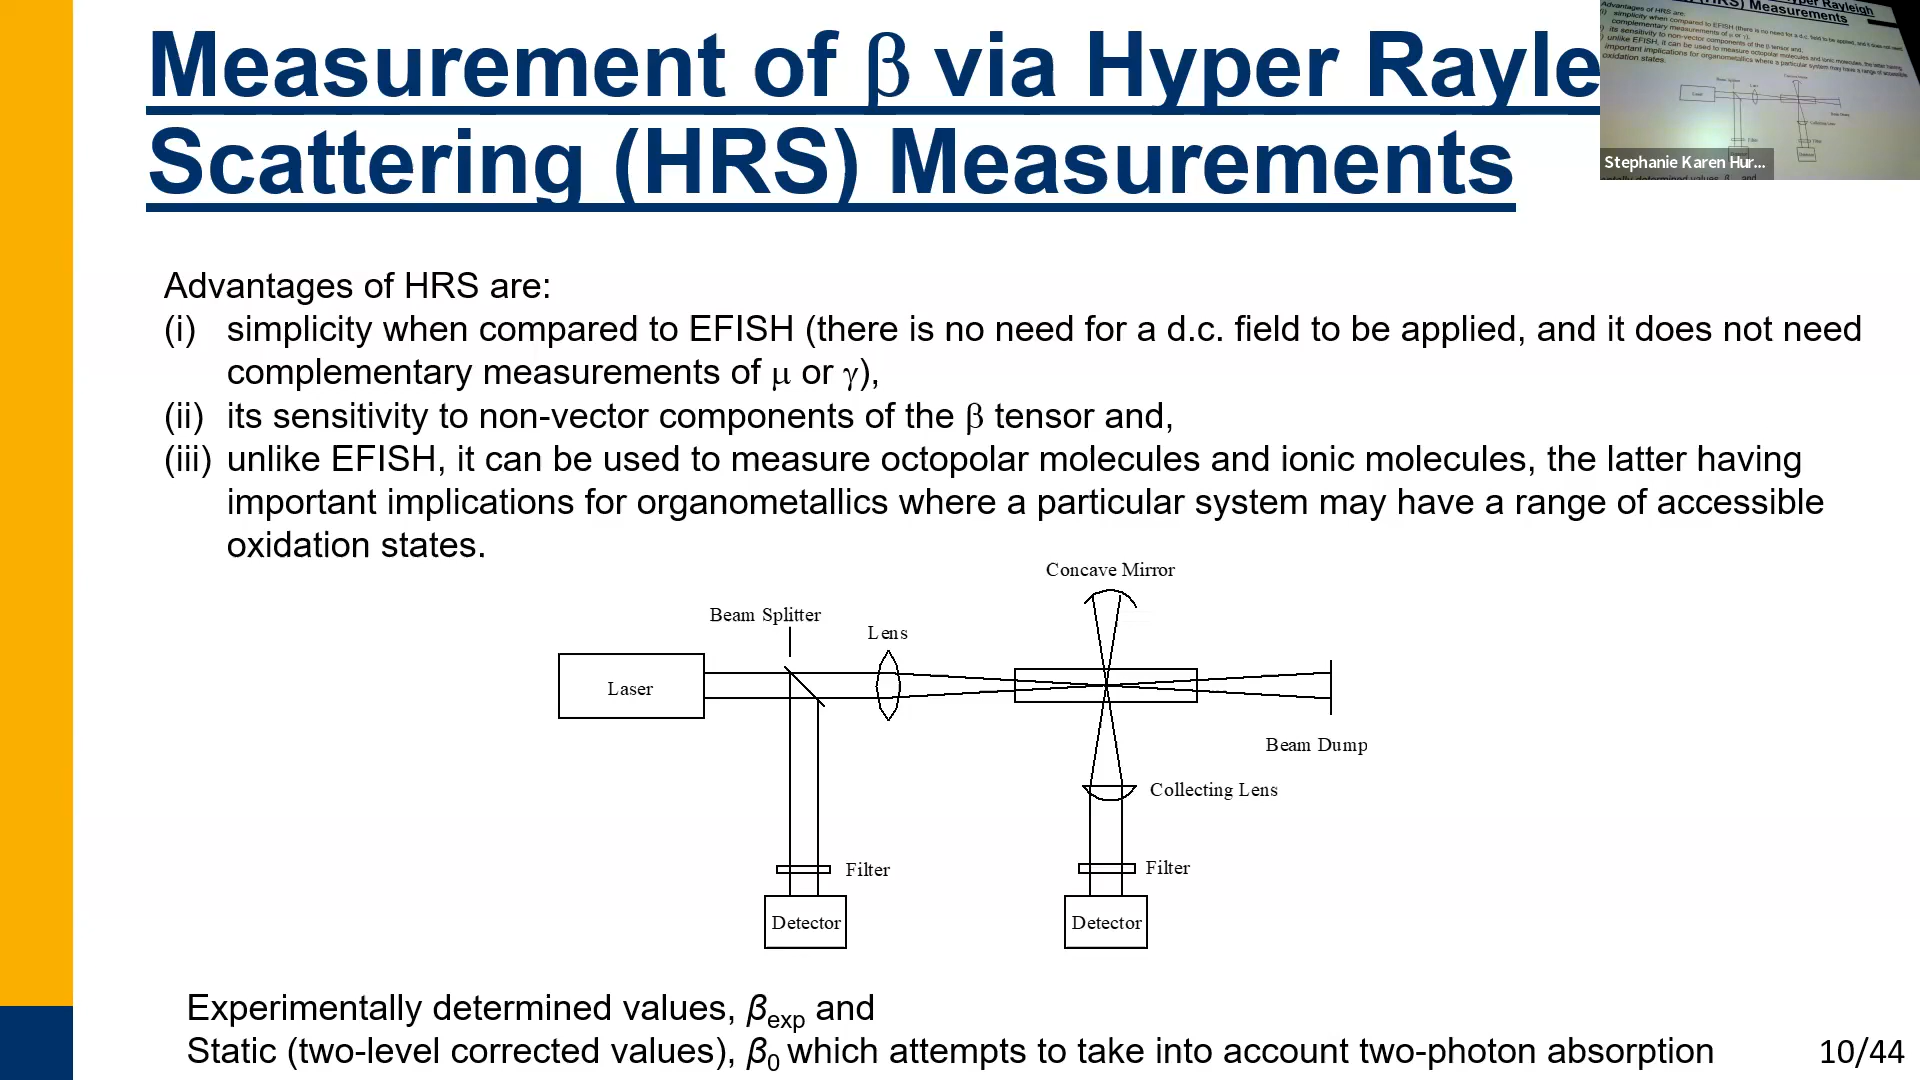 Measurement of β via Hyper Rayle
Scattering (HRS) Measurements
Stephanie Karen Hur...
Advantages of HRS are:
(i) simplicity when compared to EFISH (there is no need for a d.c. field to be applied, and it does not need
complementary measurements of μ or γ),
(ii) its sensitivity to non-vector components of the β tensor and,
(iii) unlike EFISH, it can be used to measure octopolar molecules and ionic molecules, the latter having
important implications for organometallics where a particular system may have a range of accessible
oxidation states.
Concave Mirror
Beam Splitter
Lens
Laser
Beam Dump
Collecting Lens
Filter
Filter
Detector
Detector
Experimentally determined values, βexp and
Static (two-level corrected values), β0 which attempts to take into account two-photon absorption
10/44